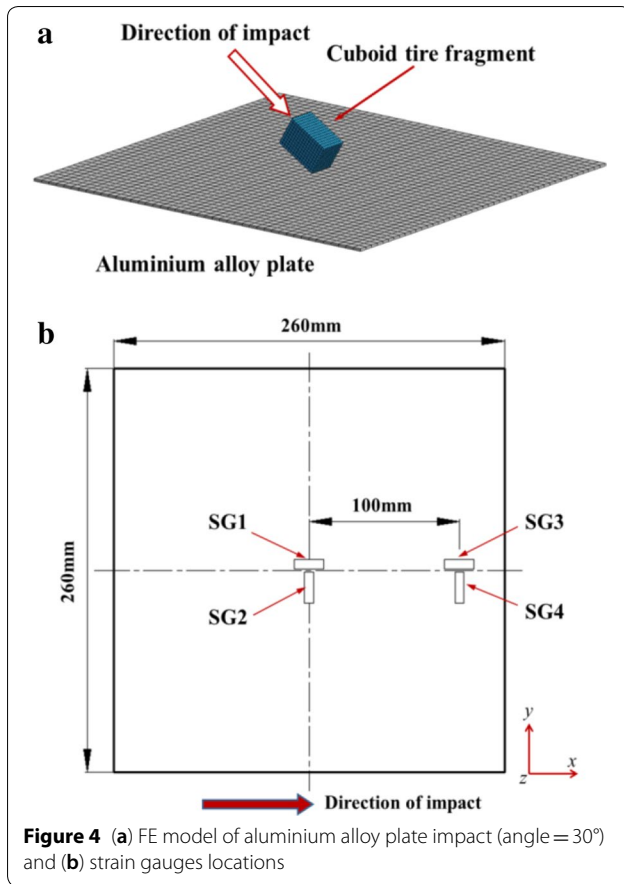 a
Direction of impact
Cuboid tire fragment
Aluminium alloy plate
b
260mm
100mm
SG1
SG3
260mm
SG2
SG4
y
z
x
Direction of impact
Figure 4 (a) FE model of aluminium alloy plate impact (angle = 30°)
and (b) strain gauges locations